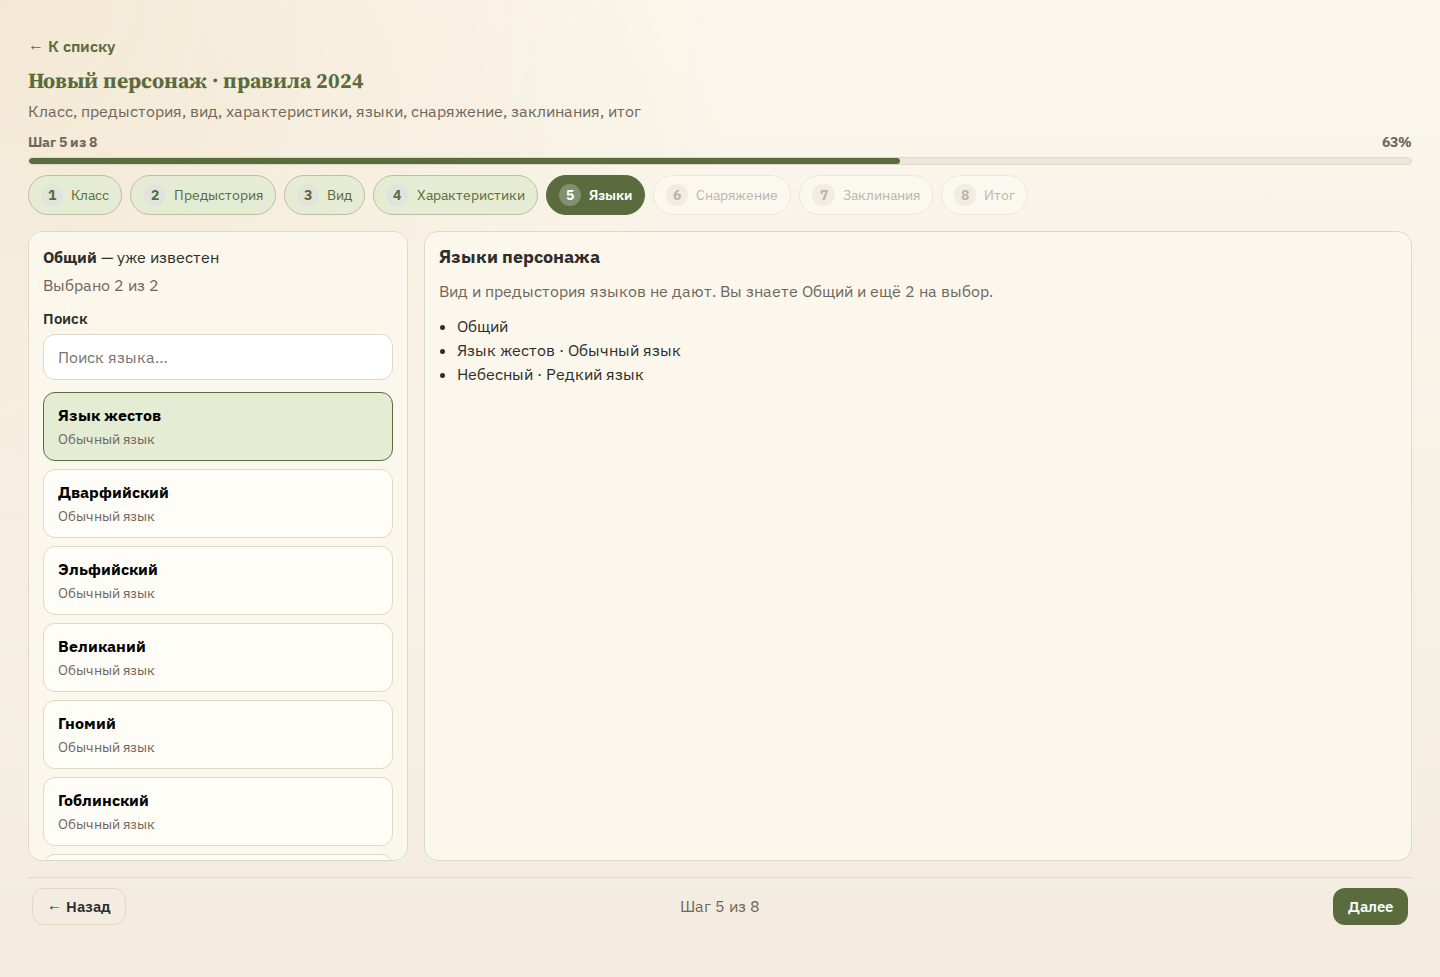 ← К списку
Новый персонаж · правила 2024
Класс, предыстория, вид, характеристики, языки, снаряжение, заклинания, итог
Шаг 5 из 8
63%
1 Класс
2 Предыстория
3 Вид
4 Характеристики
5 Языки
6 Снаряжение
7 Заклинания
8 Итог
Общий — уже известен
Выбрано 2 из 2
Поиск
Поиск языка...
Язык жестов
Обычный язык
Дварфийский
Обычный язык
Эльфийский
Обычный язык
Великаний
Обычный язык
Гномий
Обычный язык
Гоблинский
Обычный язык
Языки персонажа
Вид и предыстория языков не дают. Вы знаете Общий и ещё 2 на выбор.
• Общий
• Язык жестов · Обычный язык
• Небесный · Редкий язык
← Назад
Шаг 5 из 8
Далее